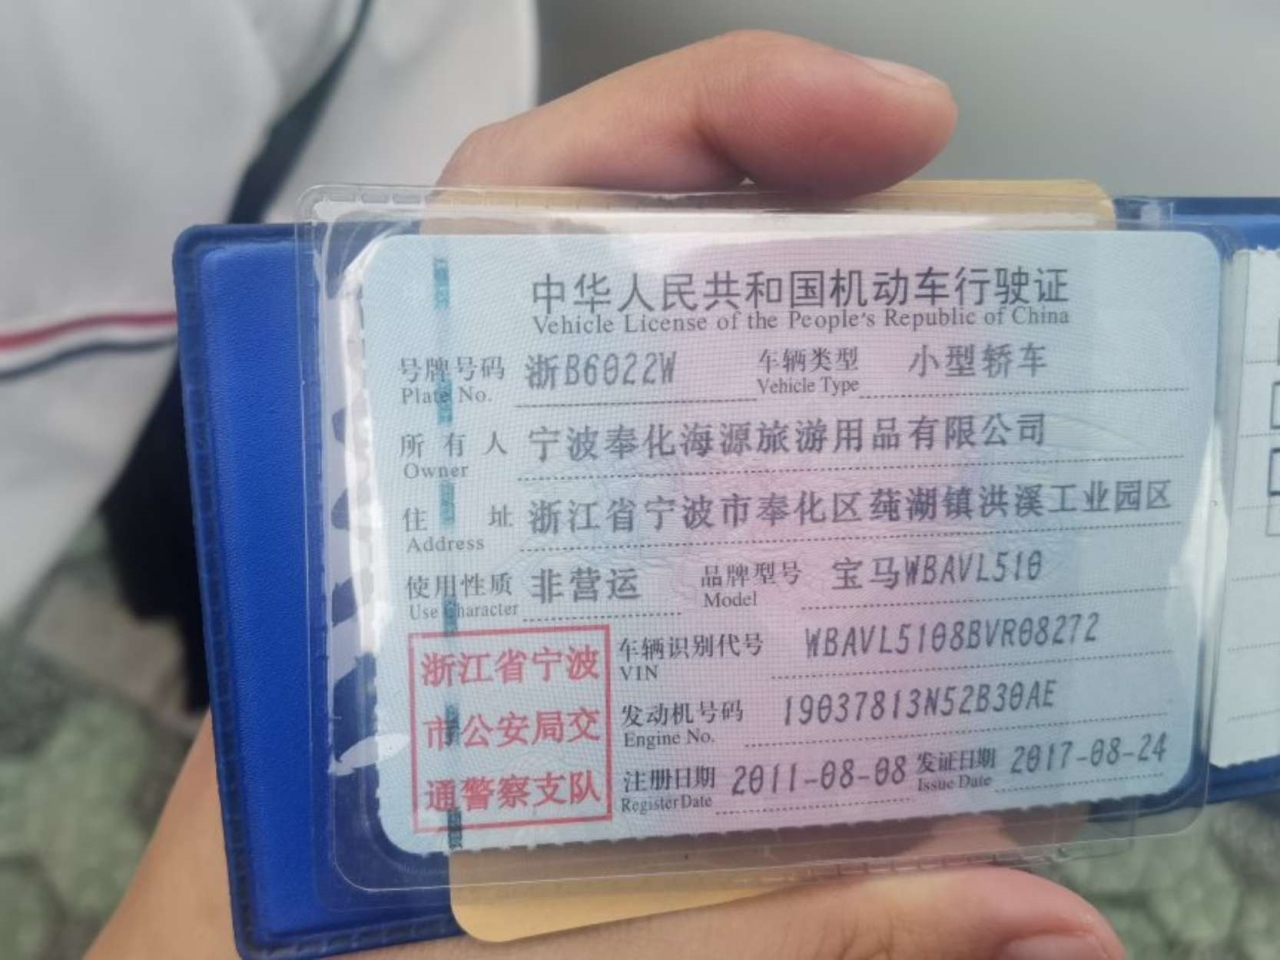 中华人民共和国机动车行驶证
Vehicle License of the People's Republic of China
号牌号码 浙B6022W 车辆类型 小型轿车
Plate No. Vehicle Type
所有人 宁波奉化海源旅游用品有限公司
Owner
住址 浙江省宁波市奉化区莼湖镇洪溪工业园区
Address
使用性质 非营运 品牌型号 宝马WBAVL510
Use Character Model
浙江省宁波
市公安局交
通警察支队
车辆识别代号 WBAVL5108BVR08272
VIN
发动机号码 19037813N52B30AE
Engine No.
注册日期 2011-08-08 发证日期 2017-08-24
Register Date Issue Date